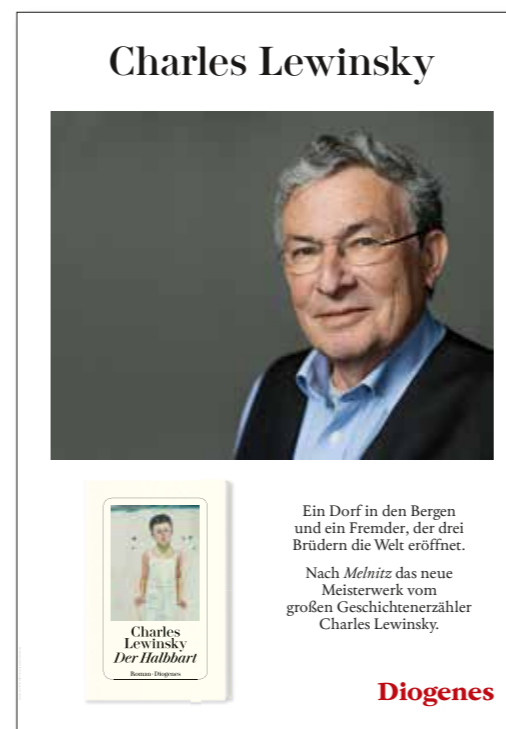 Charles Lewinsky
Ein Dorf in den Bergen
und ein Fremder, der drei
Brüdern die Welt eröffnet.
Nach Melnitz das neue
Meisterwerk vom
großen Geschichtenerzähler
Charles Lewinsky.
Charles
Lewinsky
Der Halbbart
Roman · Diogenes
Diogenes